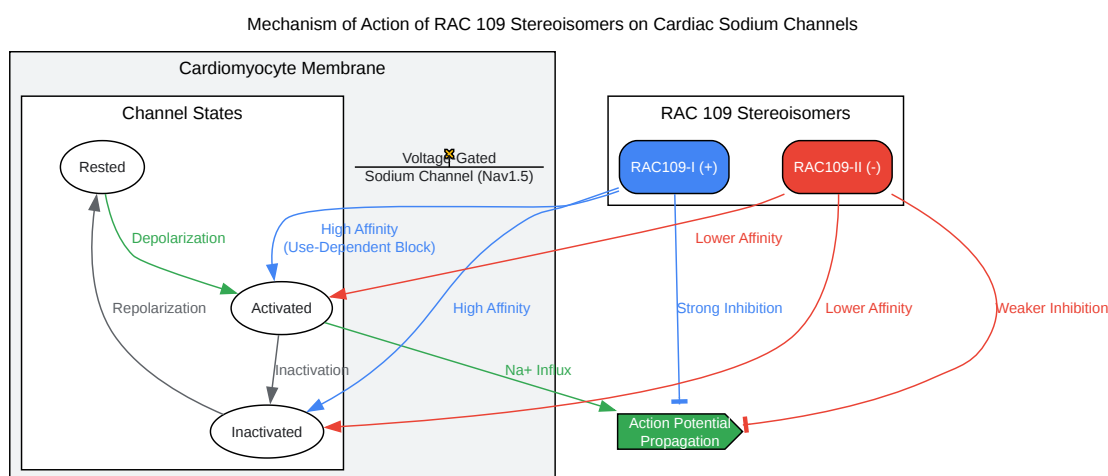 Mechanism of Action of RAC 109 Stereoisomers on Cardiac Sodium Channels
Cardiomyocyte Membrane
Channel States
RAC 109 Stereoisomers
Rested
Voltage-Gated
Sodium Channel (Nav1.5)
RAC109-I (+)
RAC109-II (-)
Depolarization
High Affinity
(Use-Dependent Block)
Lower Affinity
Repolarization
Activated
High Affinity
Strong Inhibition
Lower Affinity
Weaker Inhibition
Inactivation
Na+ Influx
Inactivated
Action Potential
Propagation